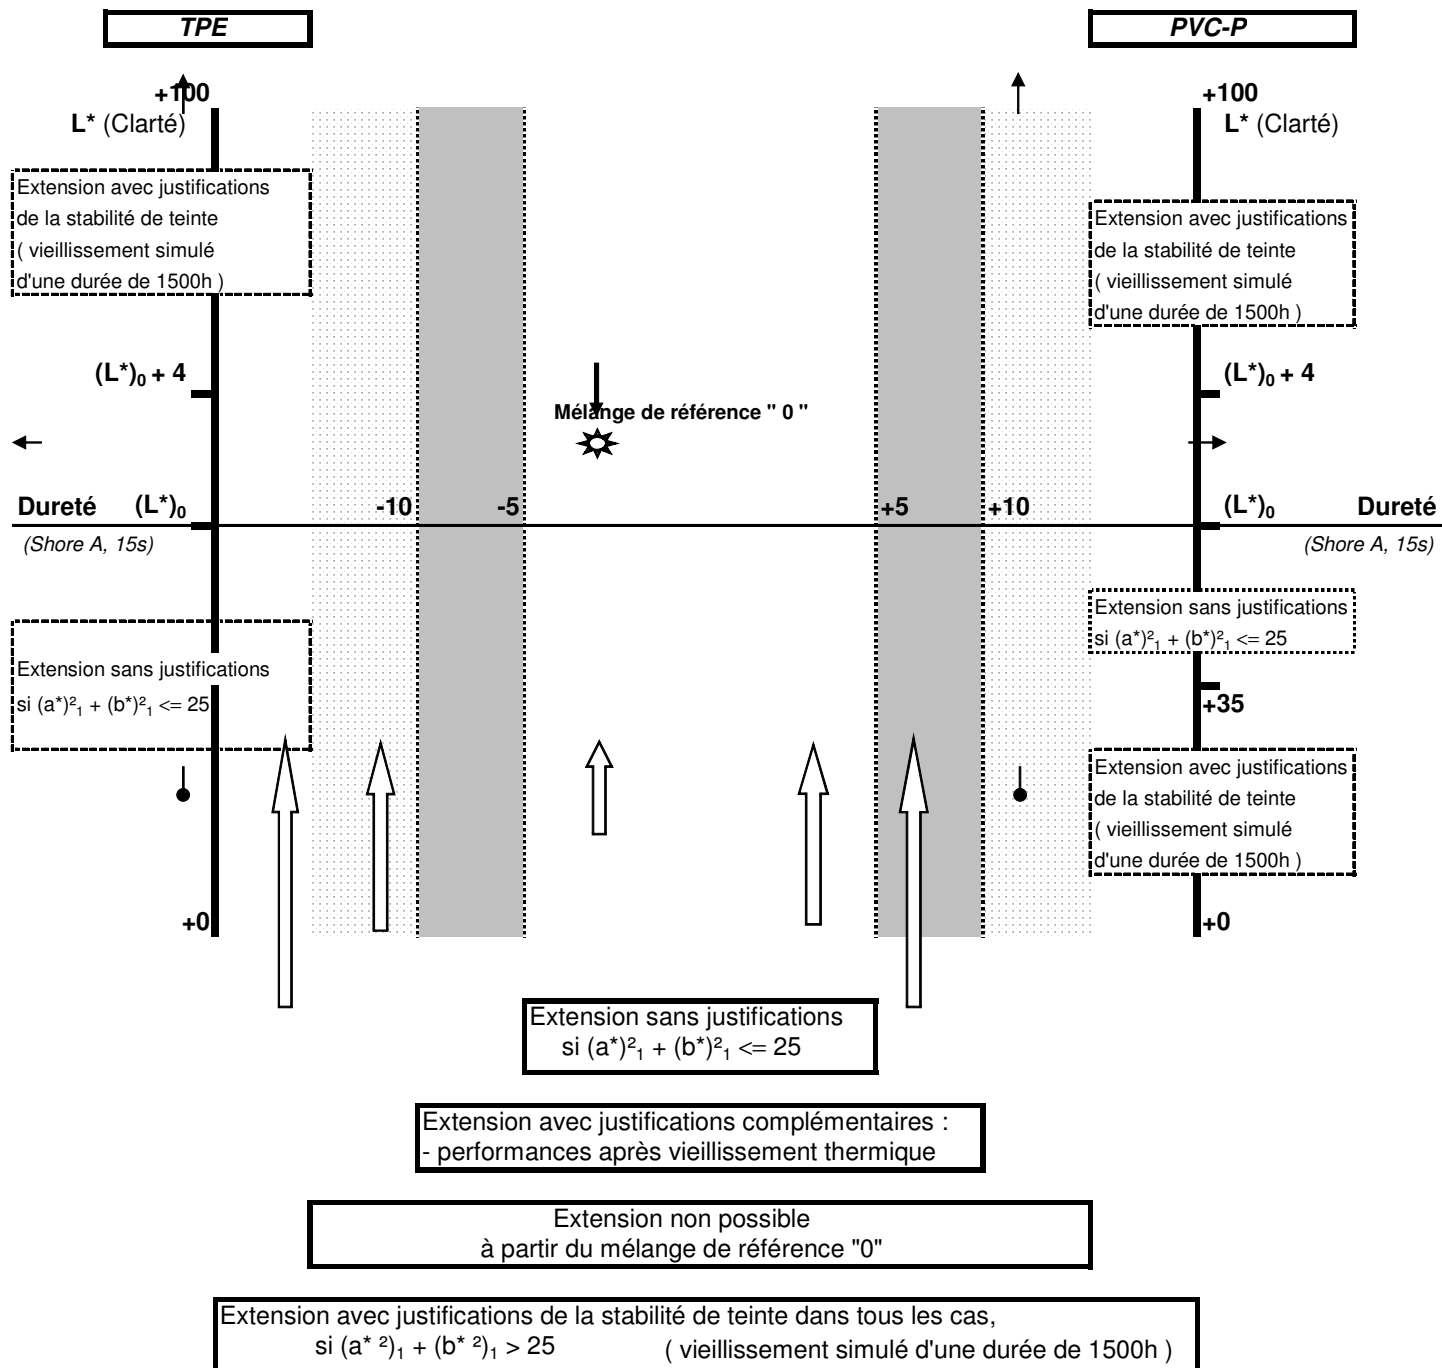 TPE
PVC-P
+100
L* (Clarté)
+100
L* (Clarté)
Extension avec justifications
de la stabilité de teinte
( vieillissement simulé
d'une durée de 1500h )
Extension avec justifications
de la stabilité de teinte
( vieillissement simulé
d'une durée de 1500h )
(L*)₀ + 4
(L*)₀ + 4
Mélange de référence " 0 "
Dureté
(L*)₀
-10
-5
+5
+10
(L*)₀
Dureté
(Shore A, 15s)
(Shore A, 15s)
Extension sans justifications
si (a*)²₁ + (b*)²₁ <= 25
Extension sans justifications
si (a*)²₁ + (b*)²₁ <= 25
+35
Extension avec justifications
de la stabilité de teinte
( vieillissement simulé
d'une durée de 1500h )
+0
+0
Extension sans justifications
si (a*)²₁ + (b*)²₁ <= 25
Extension avec justifications complémentaires :
- performances après vieillissement thermique
Extension non possible
à partir du mélange de référence "0"
Extension avec justifications de la stabilité de teinte dans tous les cas,
si (a* ²)₁ + (b* ²)₁ > 25 ( vieillissement simulé d'une durée de 1500h )